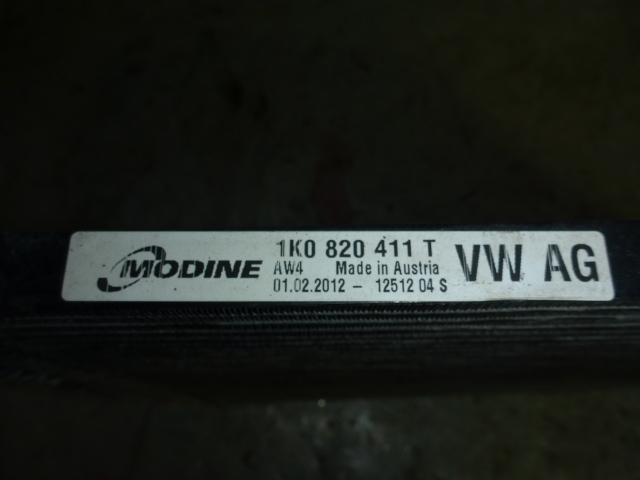 MODINE
1K0 820 411 T
AW4 Made in Austria
01.02.2012 - 12512 04 S
VW AG